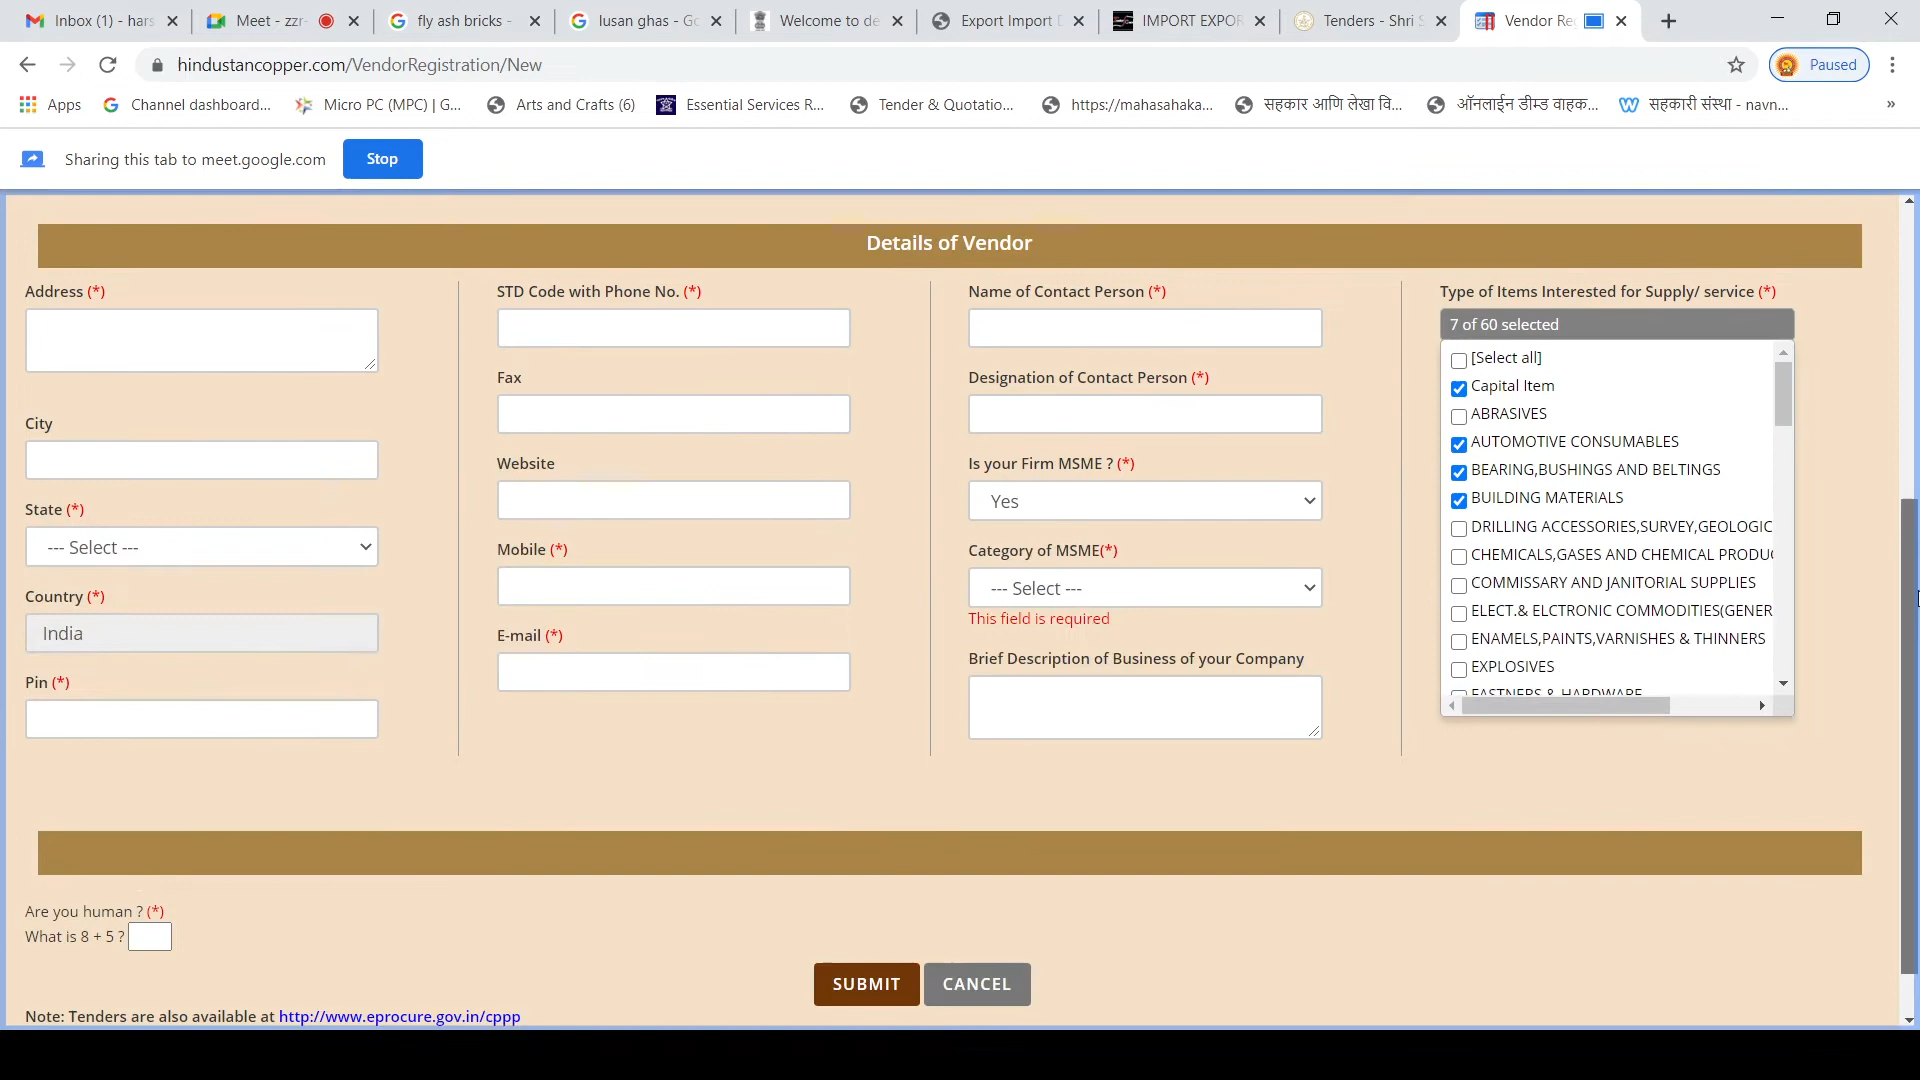 Inbox (1) - hars
Meet - zzr-
fly ash bricks -
lusan ghas - Go
Welcome to de
Export Import D
IMPORT EXPOR
Tenders - Shri S
Vendor Re
hindustancopper.com/VendorRegistration/New
Paused
Apps
Channel dashboard...
Micro PC (MPC) | G...
Arts and Crafts (6)
Essential Services R...
Tender & Quotatio...
https://mahasahaka...
सहकार आणि लेखा वि...
ऑनलाईन डीम्ड वाहक...
सहकारी संस्था - navn...
»
Sharing this tab to meet.google.com
Stop
Details of Vendor
Address (*)
City
State (*)
--- Select ---
Country (*)
India
Pin (*)
STD Code with Phone No. (*)
Fax
Website
Mobile (*)
E-mail (*)
Name of Contact Person (*)
Designation of Contact Person (*)
Is your Firm MSME ? (*)
Yes
Category of MSME(*)
--- Select ---
This field is required
Brief Description of Business of your Company
Type of Items Interested for Supply/ service (*)
7 of 60 selected
[Select all]
Capital Item
ABRASIVES
AUTOMOTIVE CONSUMABLES
BEARING,BUSHINGS AND BELTINGS
BUILDING MATERIALS
DRILLING ACCESSORIES,SURVEY,GEOLOGIC
CHEMICALS,GASES AND CHEMICAL PRODUC
COMMISSARY AND JANITORIAL SUPPLIES
ELECT.& ELCTRONIC COMMODITIES(GENER
ENAMELS,PAINTS,VARNISHES & THINNERS
EXPLOSIVES
FASTNERS & HARDWARE
Are you human ? (*)
What is 8 + 5 ?
SUBMIT
CANCEL
Note: Tenders are also available at http://www.eprocure.gov.in/cppp